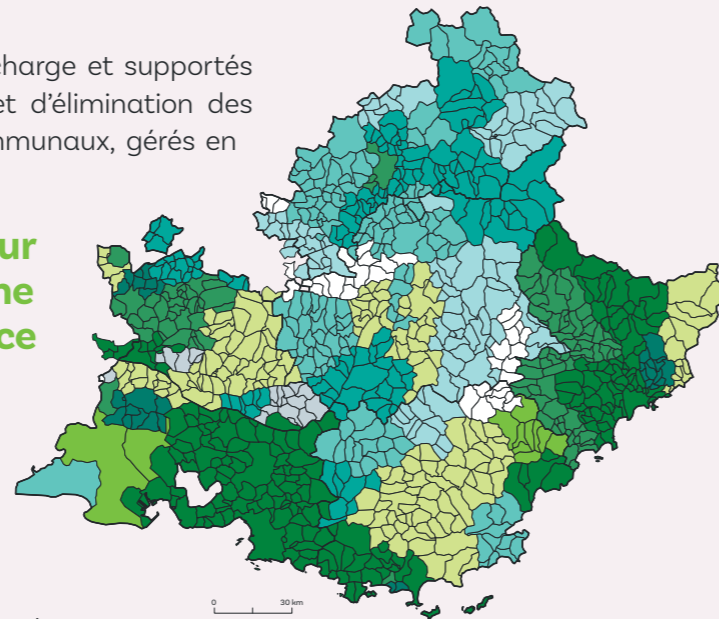 charge et supportés
et d'élimination des
mmunaux, gérés en
ur
ne
ce
0 30 km